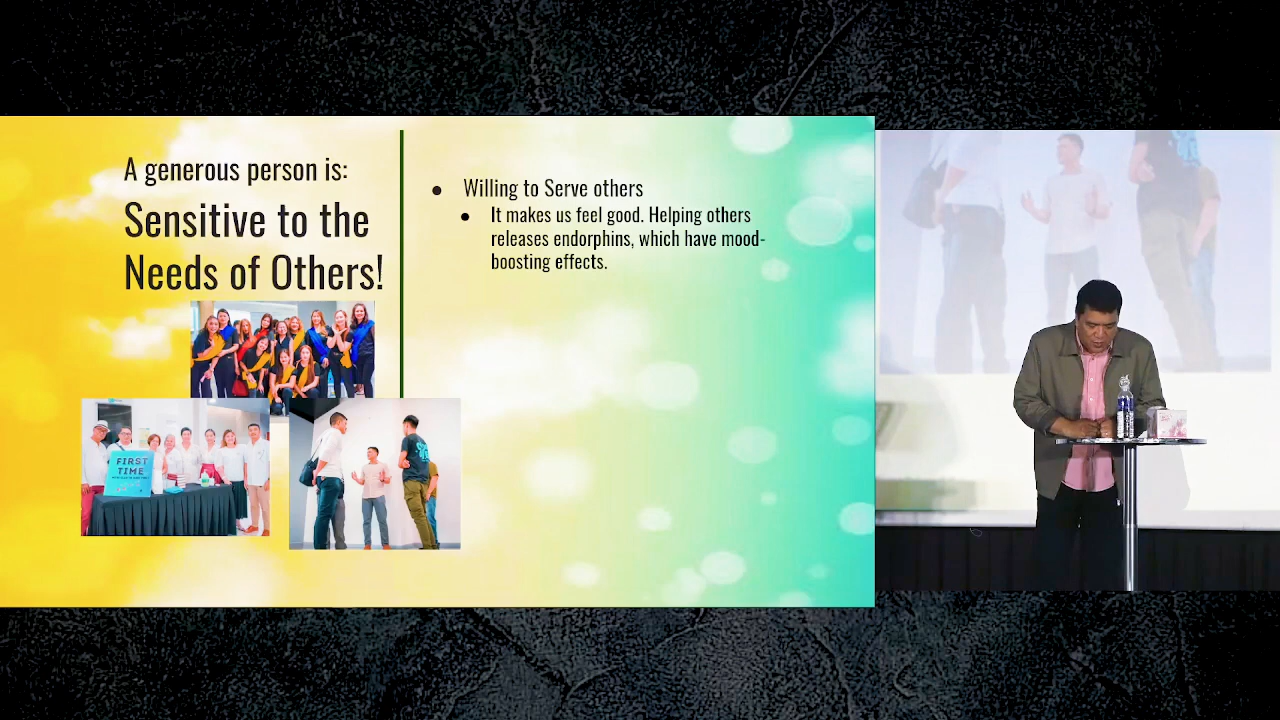 A generous person is:
Sensitive to the
Needs of Others!
● Willing to Serve others
● It makes us feel good. Helping others
releases endorphins, which have mood-
boosting effects.
FIRST
TIME